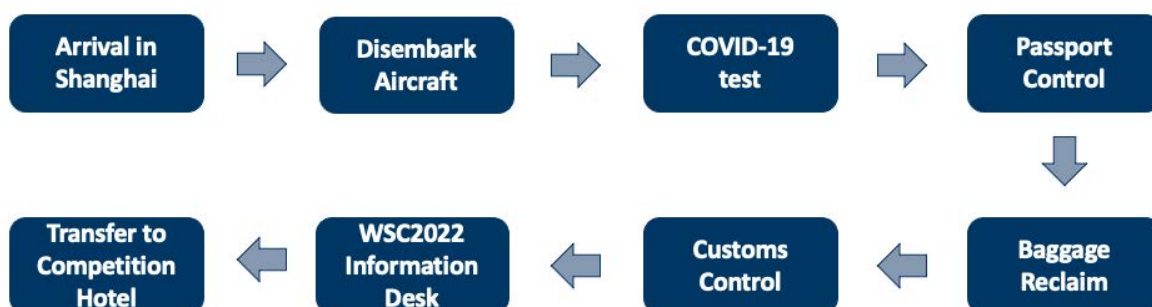 Arrival in
Shanghai
Disembark
Aircraft
COVID-19
test
Passport
Control
Transfer to
Competition
Hotel
WSC2022
Information
Desk
Customs
Control
Baggage
Reclaim